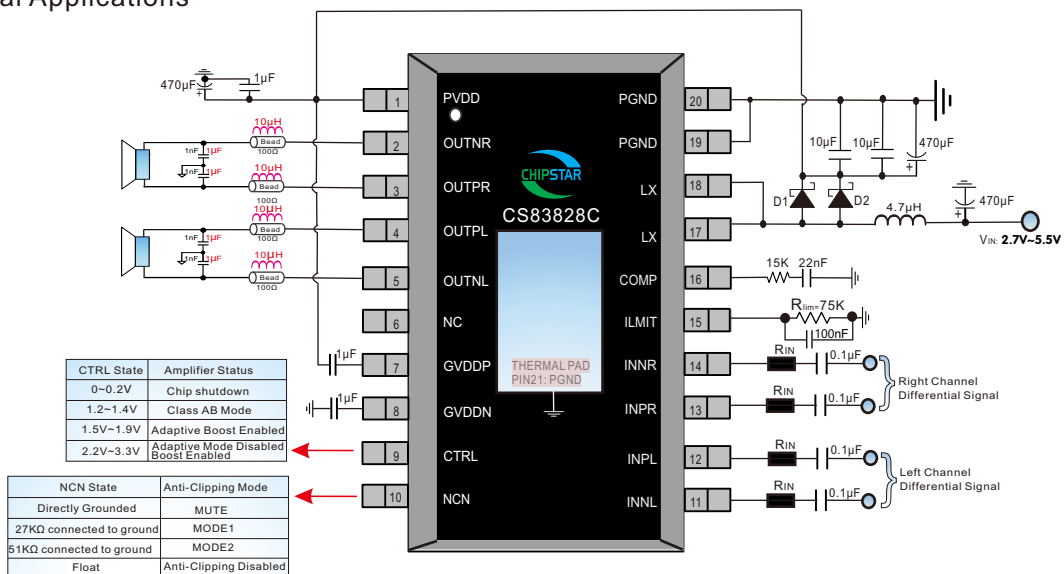 al Applications
470µF
+
1µF
10µH
Bead
100Ω
1nF
1µF
1nF
1µF
10µH
Bead
100Ω
10µH
Bead
100Ω
1nF
1µF
1nF
1µF
10µH
Bead
100Ω
1µF
1µF
1
2
3
4
5
6
7
8
9
10
PVDD
OUTNR
OUTPR
OUTPL
OUTNL
NC
GVDDP
GVDDN
CTRL
NCN
CHIPSTAR
CS83828C
THERMAL PAD
PIN21: PGND
PGND
PGND
LX
LX
COMP
ILMIT
INNR
INPR
INPL
INNL
20
19
18
17
16
15
14
13
12
11
10µF
10µF
470µF
+
D1
D2
4.7µH
470µF
+
VIN: 2.7V~5.5V
15K
22nF
Rlim=75K
100nF
RIN
0.1µF
RIN
0.1µF
Right Channel
Differential Signal
RIN
0.1µF
RIN
0.1µF
Left Channel
Differential Signal
CTRL State
Amplifier Status
0~0.2V
Chip shutdown
1.2~1.4V
Class AB Mode
1.5V~1.9V
Adaptive Boost Enabled
2.2V~3.3V
Adaptive Mode Disabled
Boost Enabled
NCN State
Anti-Clipping Mode
Directly Grounded
MUTE
27KΩ connected to ground
MODE1
51KΩ connected to ground
MODE2
Float
Anti-Clipping Disabled